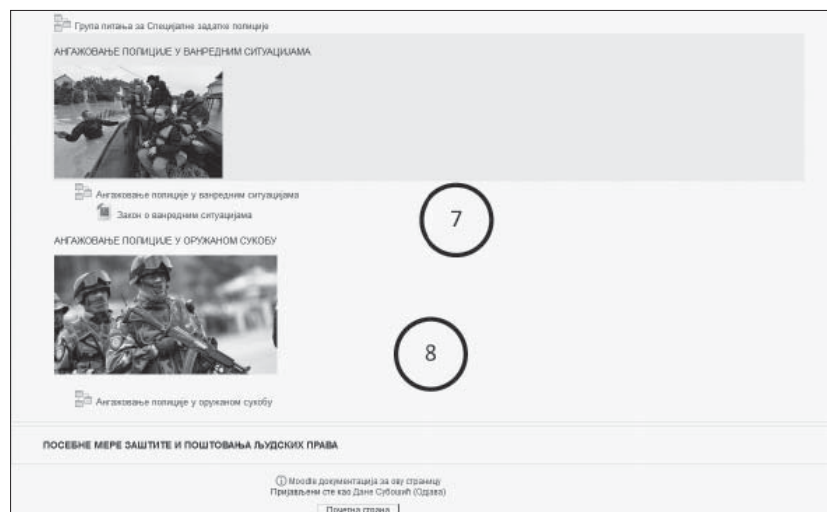 Група питања за Специјалне задатке полиције
АНГАЖОВАЊЕ ПОЛИЦИЈЕ У ВАНРЕДНИМ СИТУАЦИЈАМА
Ангажовање полиције у ванредним ситуацијама
7
Закон о ванредним ситуацијама
АНГАЖОВАЊЕ ПОЛИЦИЈЕ У ОРУЖАНОМ СУКОБУ
8
Ангажовање полиције у оружаном сукобу
ПОСЕБНЕ МЕРЕ ЗАШТИТЕ И ПОШТОВАЊА ЉУДСКИХ ПРАВА
Moodle документација за ову страницу
Пријављени сте као Дане Субошић (Одјава)
Почетна страна